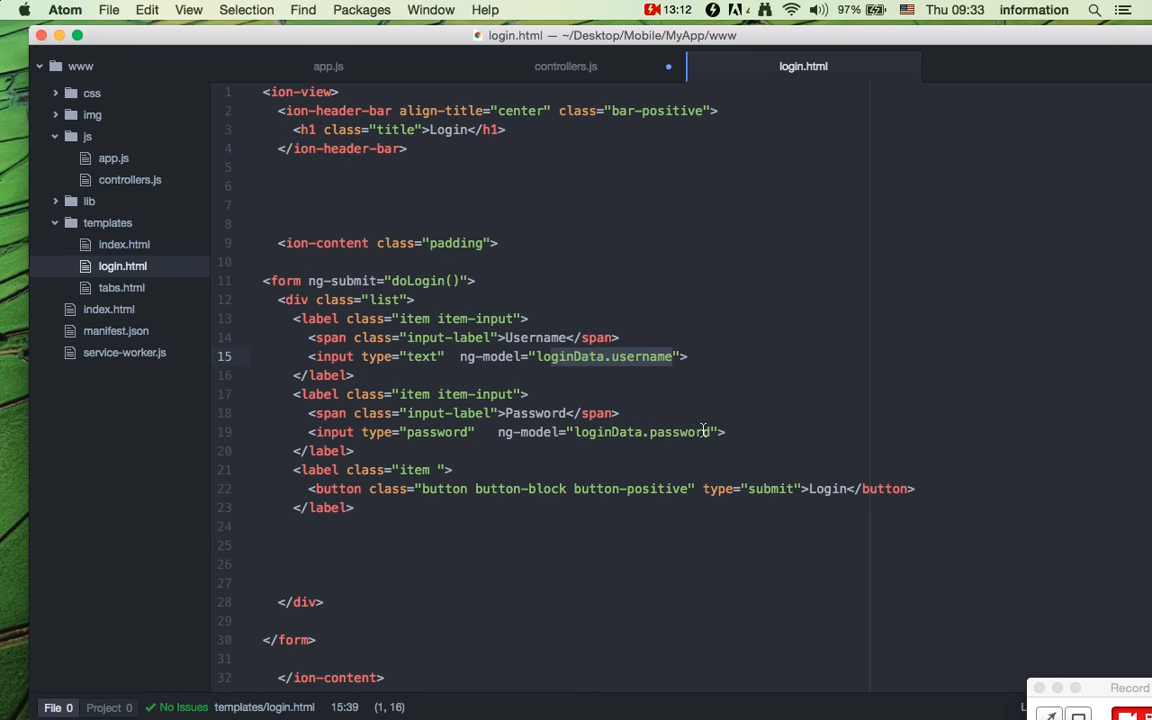 Atom File Edit View Selection Find Packages Window Help 13:12 4 97% Thu 09:33 information
login.html — ~/Desktop/Mobile/MyApp/www
www
app.js controllers.js login.html
css
img
js
app.js
controllers.js
lib
templates
index.html
login.html
tabs.html
index.html
manifest.json
service-worker.js
1 <ion-view>
2 <ion-header-bar align-title="center" class="bar-positive">
3 <h1 class="title">Login</h1>
4 </ion-header-bar>
5
6
7
8
9 <ion-content class="padding">
10
11 <form ng-submit="doLogin()">
12 <div class="list">
13 <label class="item item-input">
14 <span class="input-label">Username</span>
15 <input type="text"  ng-model="loginData.username">
16 </label>
17 <label class="item item-input">
18 <span class="input-label">Password</span>
19 <input type="password"   ng-model="loginData.password">
20 </label>
21 <label class="item ">
22 <button class="button button-block button-positive" type="submit">Login</button>
23 </label>
24
25
26
27
28 </div>
29
30 </form>
31
32 </ion-content>
File 0 Project 0 No Issues templates/login.html 15:39 (1, 16) L
Record